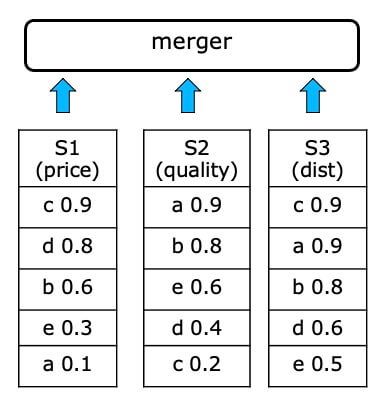 merger
S1 S2 S3
(price) (quality) (dist)
c 0.9 a 0.9 c 0.9
d 0.8 b 0.8 a 0.9
b 0.6 e 0.6 b 0.8
e 0.3 d 0.4 d 0.6
a 0.1 c 0.2 e 0.5